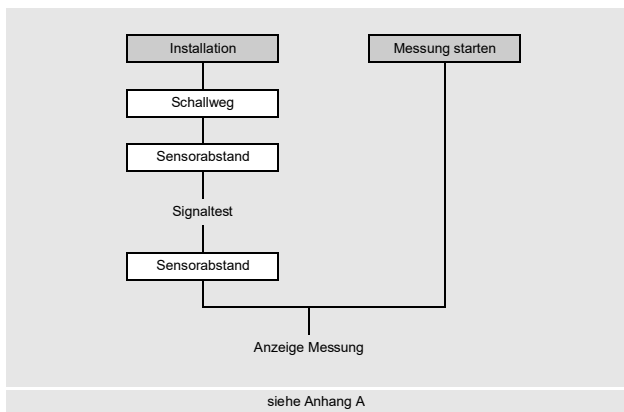 Installation
Messung starten
Schallweg
Sensorabstand
Signaltest
Sensorabstand
Anzeige Messung
siehe Anhang A